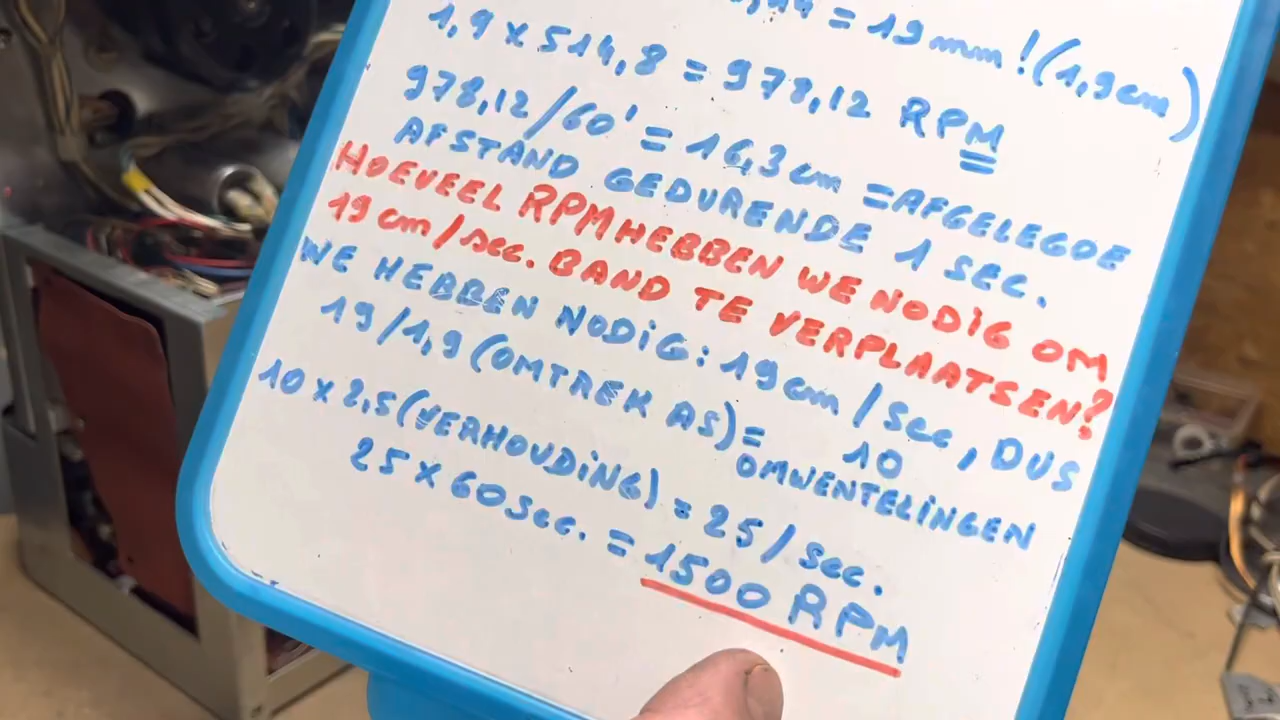 = 19 mm! (1,9cm)
1,9 x 514,8 = 978,12 RPM
978,12/60' = 16,3 cm = AFGELEGDE
AFSTAND GEDURENDE 1 SEC.
HOEVEEL RPM HEBBEN WE NODIG OM
19 cm/sec. BAND TE VERPLAATSEN?
WE HEBBEN NODIG: 19 cm/sec, DUS
19/1,9 (OMTREK AS) = 10
OMWENTELINGEN
10 x 2,5 (VERHOUDING) = 25/sec.
25 x 60 sec. = 1500 RPM